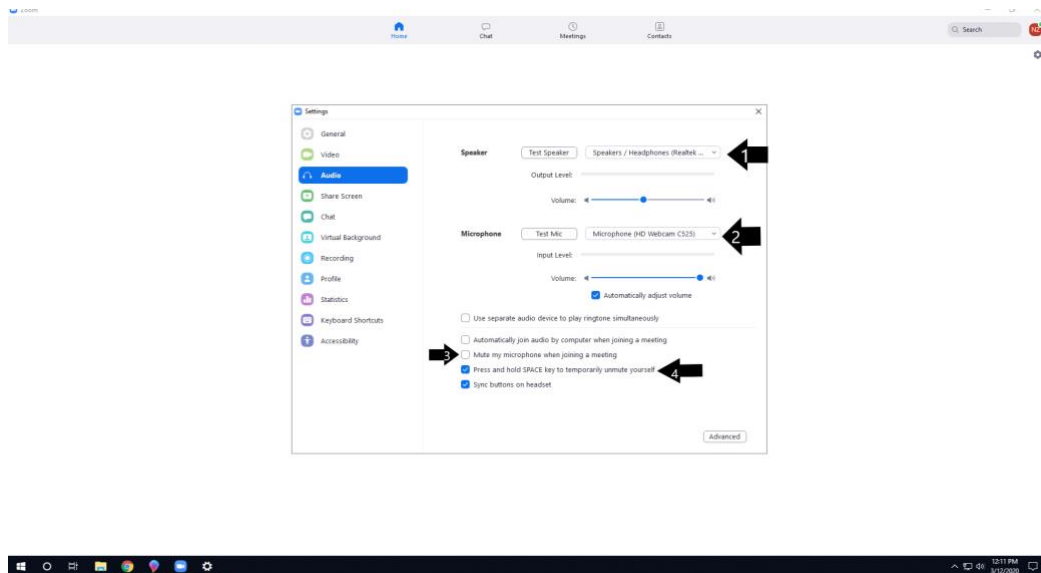 Zoom
Home
Chat
Meetings
Contacts
Search
NZ
Settings
General
Video
Audio
Share Screen
Chat
Virtual Background
Recording
Profile
Statistics
Keyboard Shortcuts
Accessibility
Speaker Test Speaker Speakers / Headphones (Realtek ... 1
Output Level:
Volume:
Microphone Test Mic Microphone (HD Webcam C525) 2
Input Level:
Volume:
Automatically adjust volume
Use separate audio device to play ringtone simultaneously
Automatically join audio by computer when joining a meeting
3 Mute my microphone when joining a meeting
Press and hold SPACE key to temporarily unmute yourself 4
Sync buttons on headset
Advanced
12:11 PM
3/12/2020